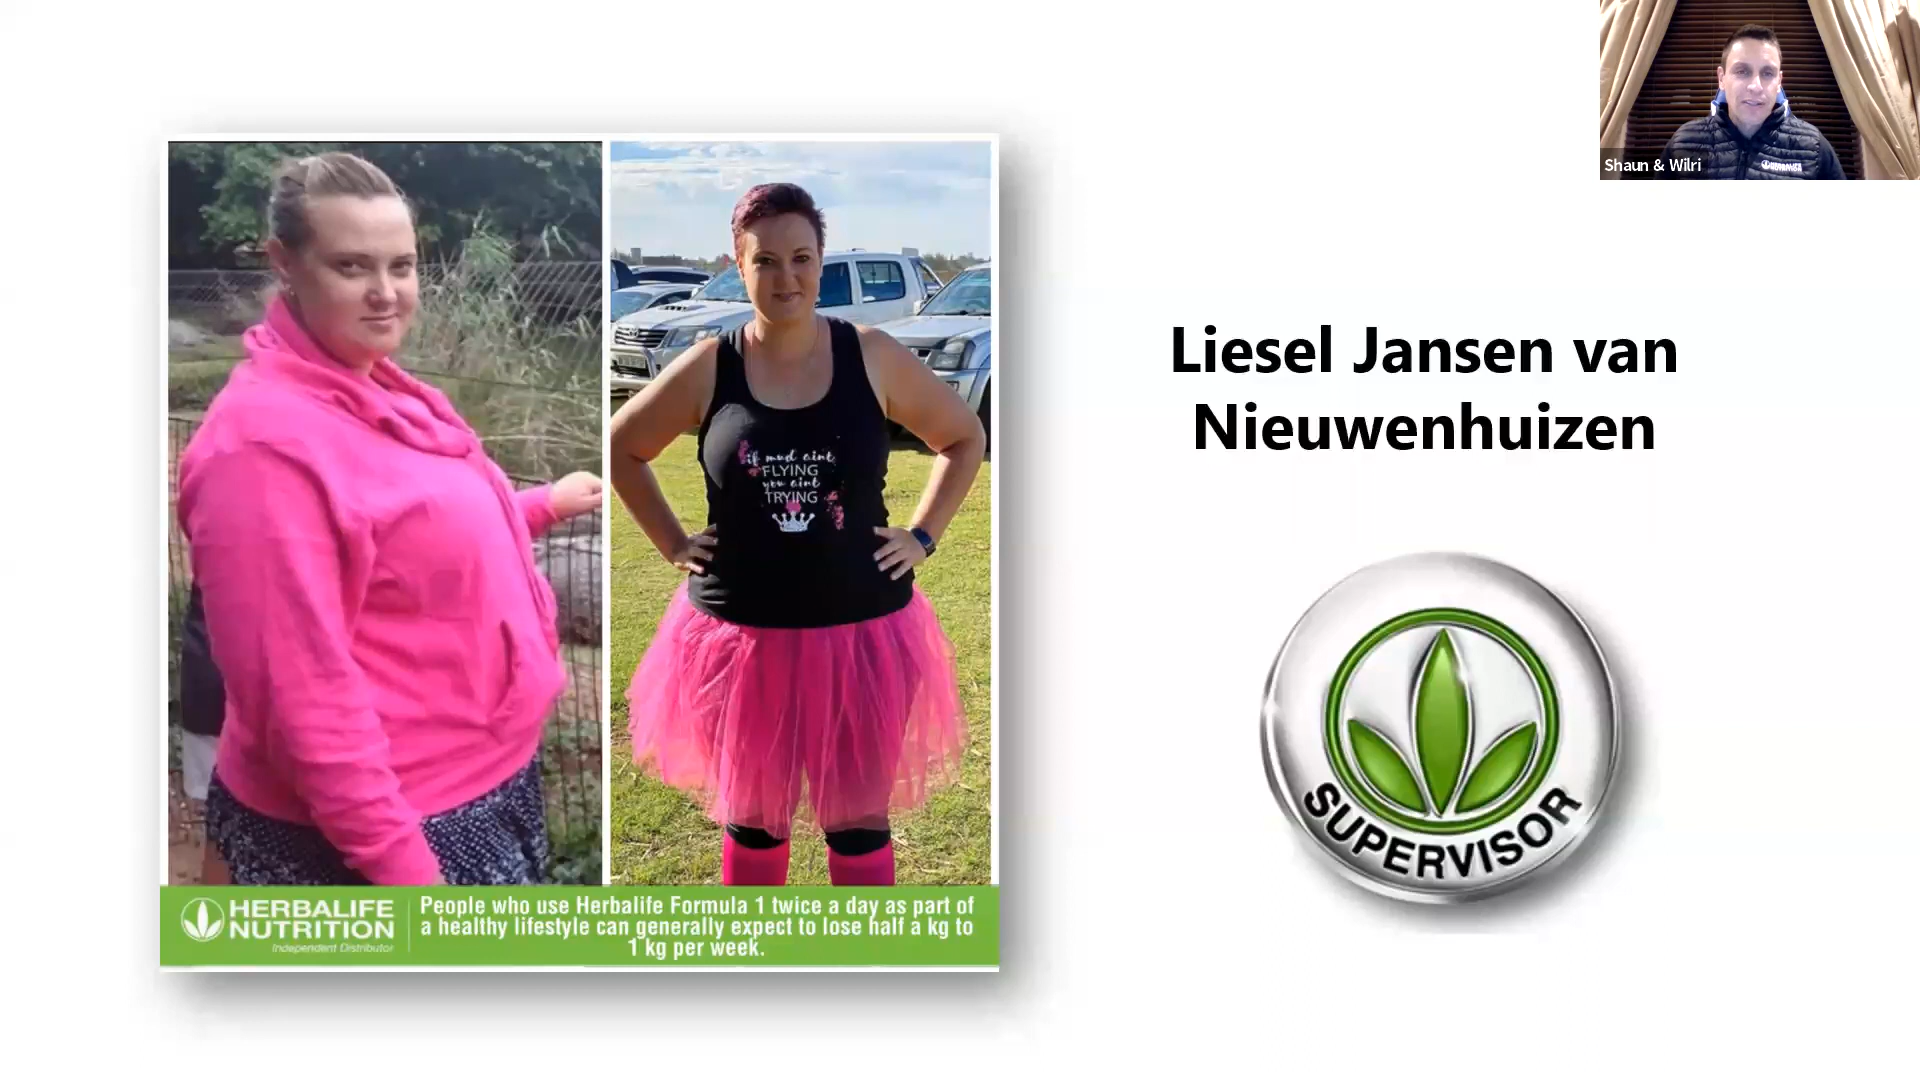 Shaun & Wilri
Liesel Jansen van
Nieuwenhuizen
if mud aint
FLYING
you aint
TRYING
HERBALIFE
NUTRITION
Independent Distributor
People who use Herbalife Formula 1 twice a day as part of
a healthy lifestyle can generally expect to lose half a kg to
1 kg per week.
SUPERVISOR